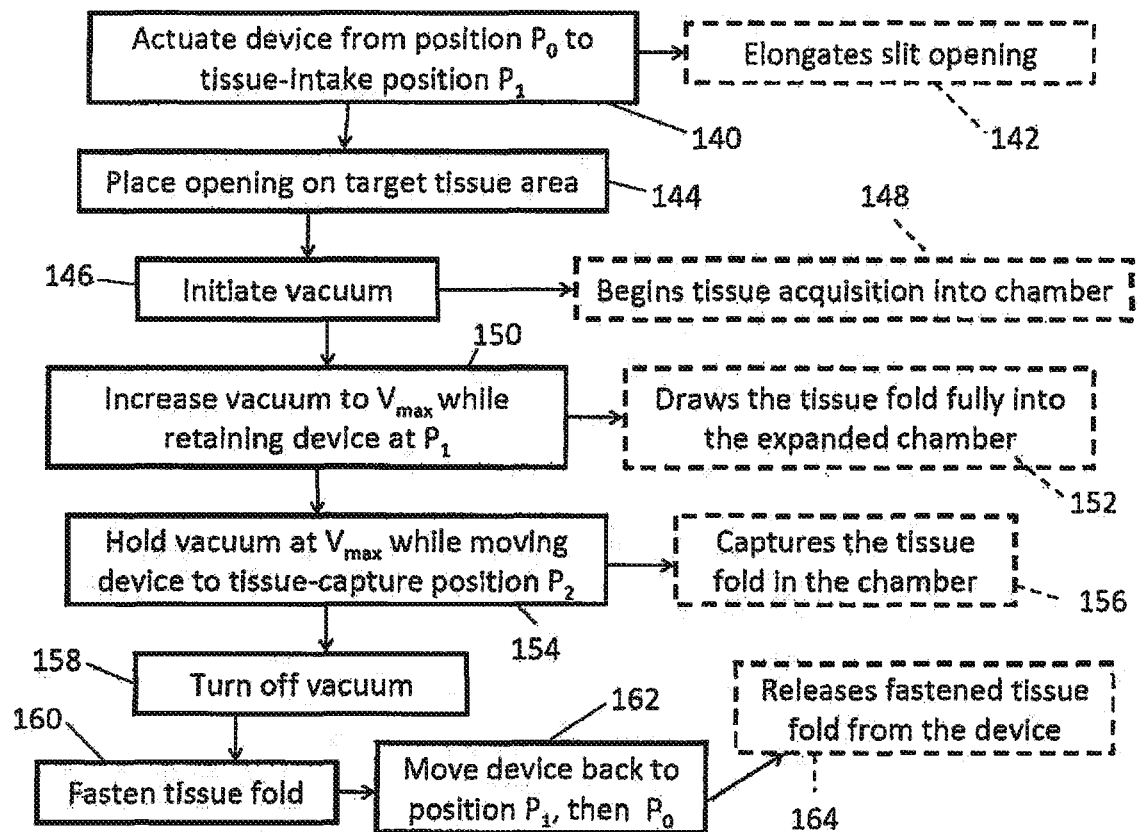 Actuate device from position P₀ to
tissue-intake position P₁
140
Elongates slit opening
142
Place opening on target tissue area
144
146
Initiate vacuum
148
Begins tissue acquisition into chamber
150
Increase vacuum to Vmax while
retaining device at P₁
Draws the tissue fold fully into
the expanded chamber
152
Hold vacuum at Vmax while moving
device to tissue-capture position P₂
154
Captures the tissue
fold in the chamber
156
158
Turn off vacuum
160
Fasten tissue fold
162
Move device back to
position P₁, then P₀
Releases fastened tissue
fold from the device
164